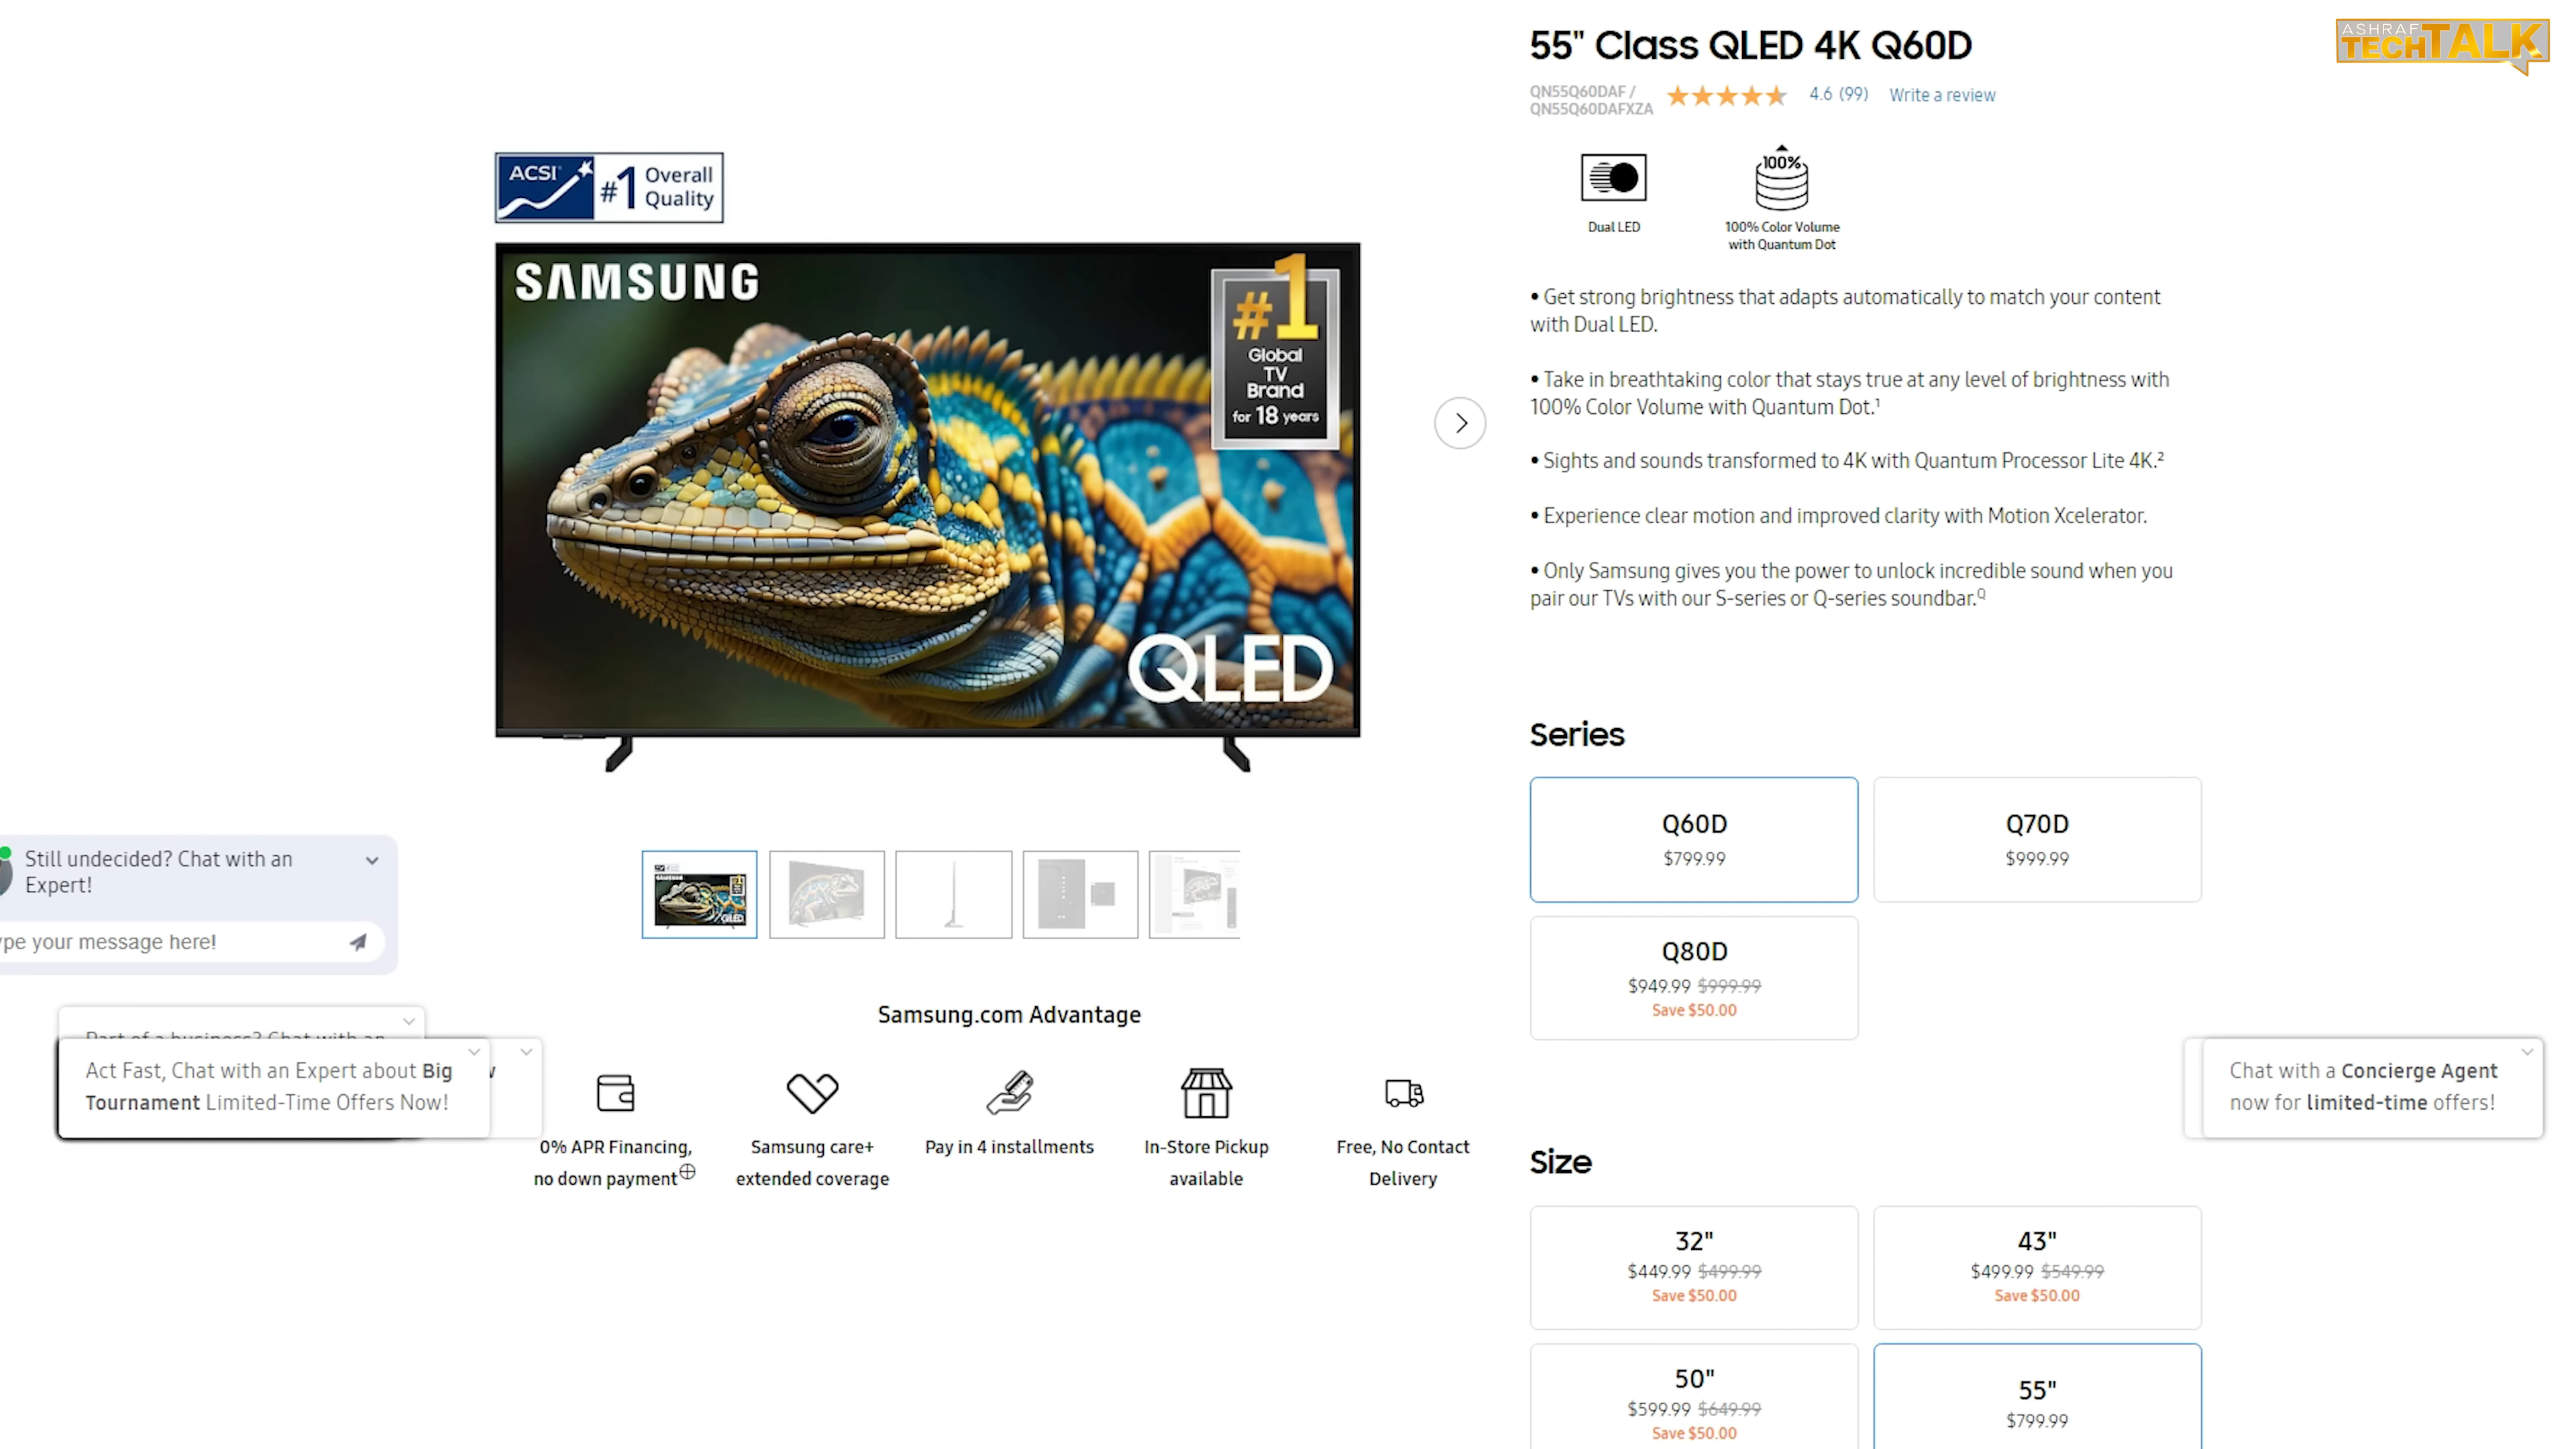 55" Class QLED 4K Q60D
ASHRAF
TECHTALK
QN55Q60DAF /
QN55Q60DAFXZA
4.6 (99) Write a review
ACSI
#1 Overall
Quality
100%
Dual LED
100% Color Volume
with Quantum Dot
SAMSUNG
#1
Global
TV
Brand
for 18 years
QLED
• Get strong brightness that adapts automatically to match your content
with Dual LED.
• Take in breathtaking color that stays true at any level of brightness with
100% Color Volume with Quantum Dot.¹
• Sights and sounds transformed to 4K with Quantum Processor Lite 4K.²
• Experience clear motion and improved clarity with Motion Xcelerator.
• Only Samsung gives you the power to unlock incredible sound when you
pair our TVs with our S-series or Q-series soundbar.Q
Series
Q60D
$799.99
Q70D
$999.99
Q80D
$949.99 $999.99
Save $50.00
Still undecided? Chat with an
Expert!
ype your message here!
SAMSUNG
QLED
Part of a business? Chat with an
Act Fast, Chat with an Expert about Big
Tournament Limited-Time Offers Now!
Samsung.com Advantage
0% APR Financing,
no down payment⊕
Samsung care+
extended coverage
Pay in 4 installments
In-Store Pickup
available
Free, No Contact
Delivery
Chat with a Concierge Agent
now for limited-time offers!
Size
32"
$449.99 $499.99
Save $50.00
43"
$499.99 $549.99
Save $50.00
50"
$599.99 $649.99
Save $50.00
55"
$799.99